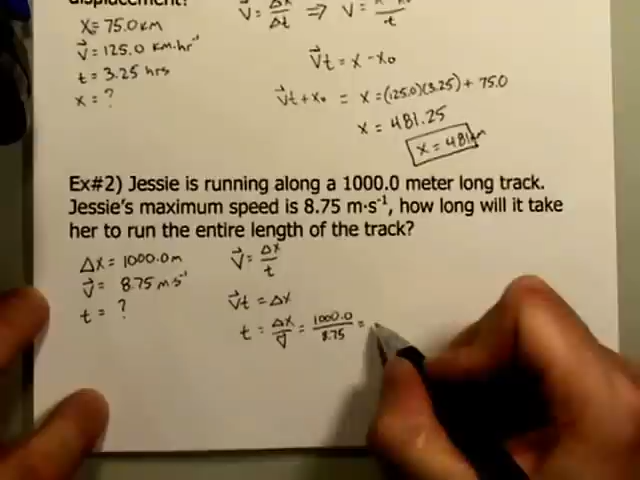 displacement?
x₀= 75.0 km
v⃗ = 125.0 km·hr⁻¹
t = 3.25 hrs
x = ?
v⃗ = Δx/Δt ⇒ v =
v⃗t = x - x₀
v⃗t + x₀ = x = (125.0)(3.25) + 75.0
x = 481.25
x = 481km
Ex#2) Jessie is running along a 1000.0 meter long track.
Jessie's maximum speed is 8.75 m·s⁻¹, how long will it take
her to run the entire length of the track?
Δx = 1000.0m
v⃗ = 8.75 m·s⁻¹
t = ?
v⃗ = Δx/t
v⃗t = Δx
t = Δx/v⃗ = 1000.0/8.75 =